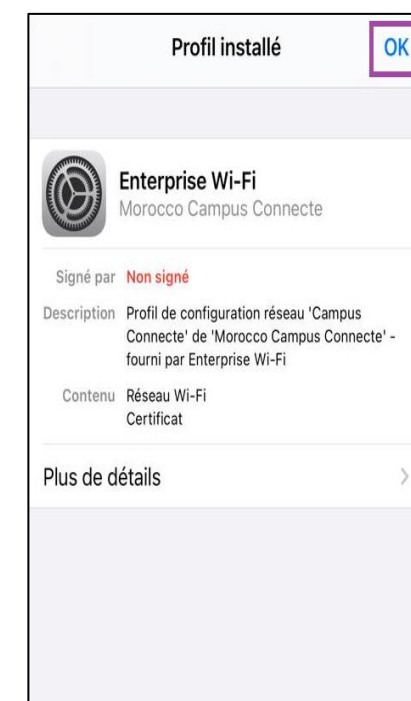 Profil installé OK
Enterprise Wi-Fi
Morocco Campus Connecte
Signé par Non signé
Description Profil de configuration réseau 'Campus
Connecte' de 'Morocco Campus Connecte' -
fourni par Enterprise Wi-Fi
Contenu Réseau Wi-Fi
Certificat
Plus de détails